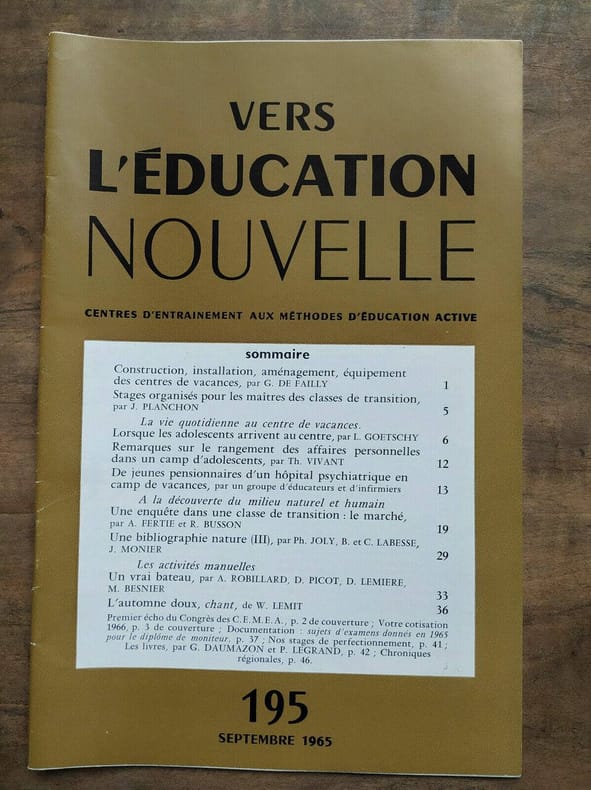 VERS
L'ÉDUCATION
NOUVELLE
CENTRES D'ENTRAINEMENT AUX MÉTHODES D'ÉDUCATION ACTIVE
sommaire
Construction, installation, aménagement, équipement
des centres de vacances, par G. DE FAILLY 1
Stages organisés pour les maîtres des classes de transition,
par J. PLANCHON 5
La vie quotidienne au centre de vacances.
Lorsque les adolescents arrivent au centre, par L. GOETSCHY 6
Remarques sur le rangement des affaires personnelles
dans un camp d'adolescents, par Th. VIVANT 12
De jeunes pensionnaires d'un hôpital psychiatrique en
camp de vacances, par un groupe d'éducateurs et d'infirmiers 13
A la découverte du milieu naturel et humain
Une enquête dans une classe de transition : le marché,
par A. FERTIE et R. BUSSON 19
Une bibliographie nature (III), par Ph. JOLY, B. et C. LABESSE,
J. MONIER 29
Les activités manuelles
Un vrai bateau, par A. ROBILLARD, D. PICOT, D. LEMIERE,
M. BESNIER 33
L'automne doux, chant, de W. LEMIT 36
Premier écho du Congrès des C.E.M.E.A., p. 2 de couverture ; Votre cotisation
1966, p. 3 de couverture ; Documentation : sujets d'examens donnés en 1965
pour le diplôme de moniteur, p. 37 ; Nos stages de perfectionnement, p. 41 ;
Les livres, par G. DAUMAZON et P. LEGRAND, p. 42 ; Chroniques
régionales, p. 46.
195
SEPTEMBRE 1965